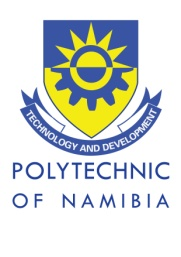 TECHNOLOGY AND DEVELOPMENT
POLYTECHNIC
OF NAMIBIA